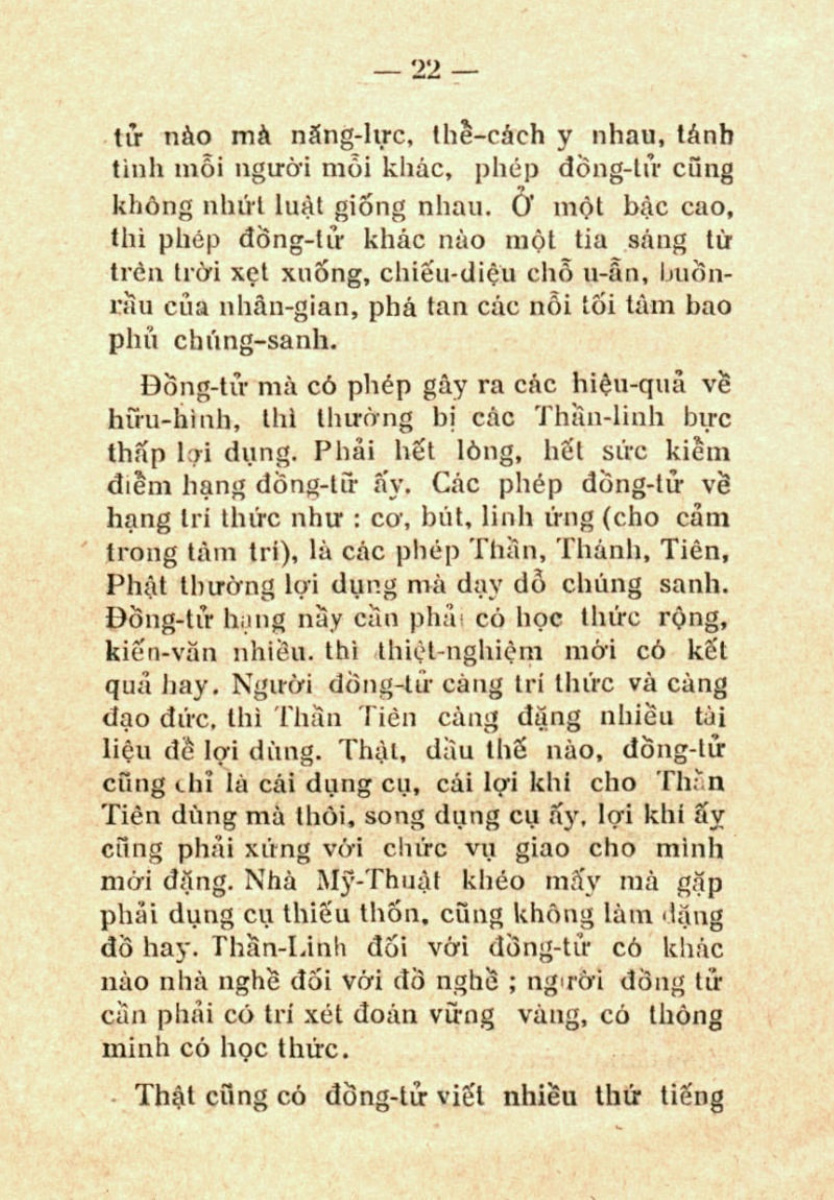 — 22 —
tử nào mà năng-lực, thể-cách y nhau, tánh
tình mỗi người mỗi khác, phép đồng-tử cũng
không nhứt luật giống nhau. Ở một bậc cao,
thì phép đồng-tử khác nào một tia sáng từ
trên trời xẹt xuống, chiếu-diệu chỗ u-ẩn, buồn-
rầu của nhân-gian, phá tan các nỗi tối tăm bao
phủ chúng-sanh.
Đồng-tử mà có phép gây ra các hiệu-quả về
hữu-hình, thì thường bị các Thần-linh bực
thấp lợi dụng. Phải hết lòng, hết sức kiểm
điểm hạng đồng-tữ ấy. Các phép đồng-tử về
hạng trí thức như : cơ, bút, linh ứng (cho cảm
trong tâm trí), là các phép Thần, Thánh, Tiên,
Phật thường lợi dụng mà dạy dỗ chúng sanh.
Đồng-tử hạng nầy cần phải có học thức rộng,
kiến-văn nhiều. thì thiệt-nghiệm mới có kết
quả hay. Người đồng-tử càng trí thức và càng
đạo đức, thì Thần Tiên càng đặng nhiều tài
liệu để lợi dùng. Thật, dầu thế nào, đồng-tử
cũng chỉ là cái dụng cụ, cái lợi khí cho Thần
Tiên dùng mà thôi, song dụng cụ ấy, lợi khí ấy
cũng phải xứng với chức vụ giao cho mình
mới đặng. Nhà Mỹ-Thuật khéo mấy mà gặp
phải dụng cụ thiếu thốn, cũng không làm đặng
đồ hay. Thần-Linh đối với đồng-tử có khác
nào nhà nghề đối với đồ nghề ; người đồng tử
cần phải có trí xét đoán vững vàng, có thông
minh có học thức.
Thật cũng có đồng-tử viết nhiều thứ tiếng